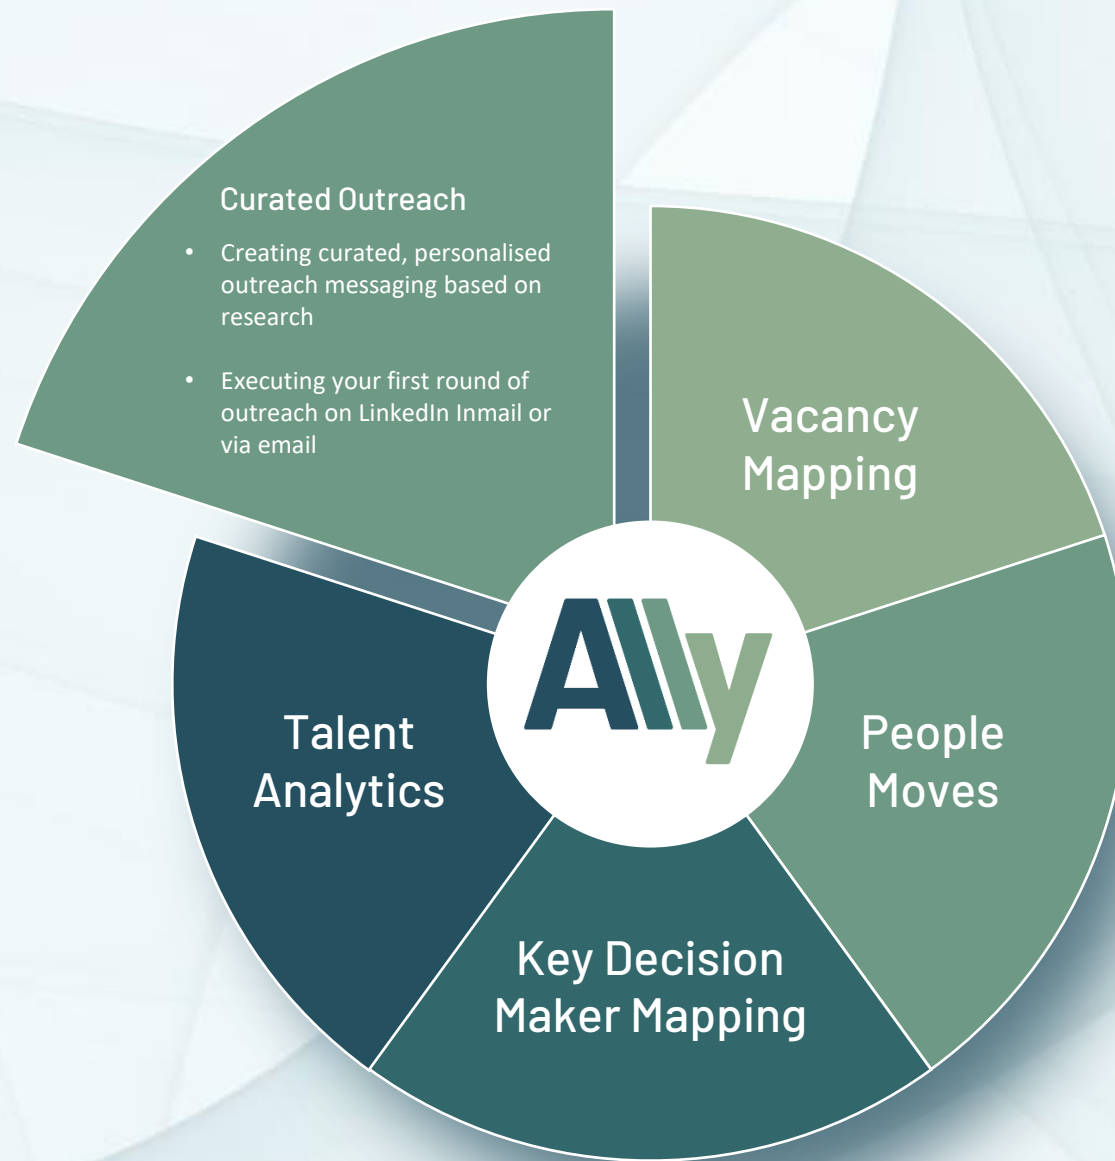 Curated Outreach
• Creating curated, personalised
outreach messaging based on
research
• Executing your first round of
outreach on LinkedIn Inmail or
via email
Vacancy
Mapping
People
Moves
Key Decision
Maker Mapping
Talent
Analytics
Ally